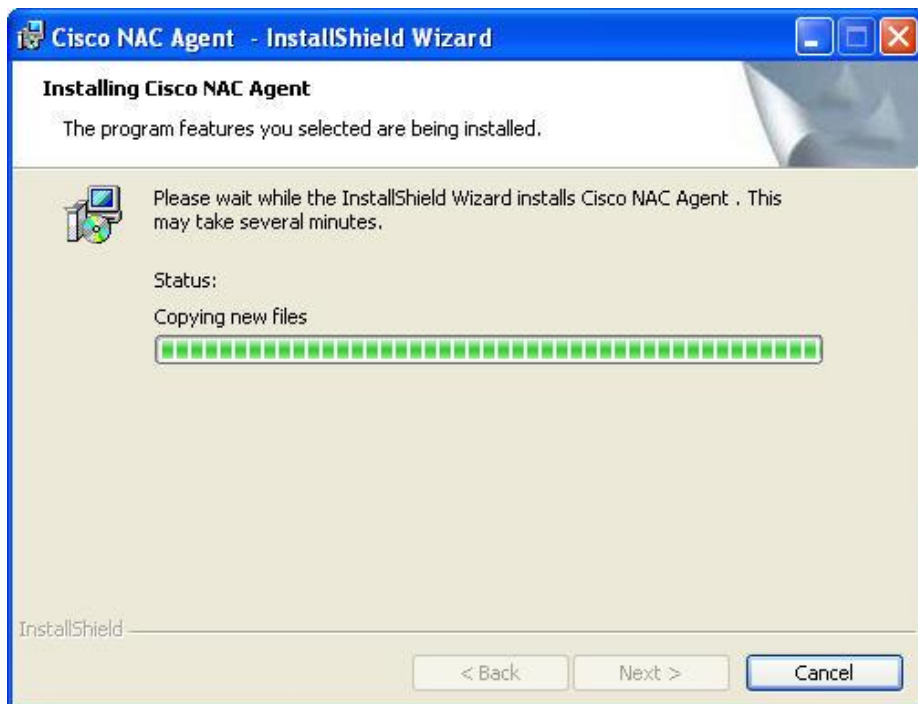 Cisco NAC Agent - InstallShield Wizard
Installing Cisco NAC Agent
The program features you selected are being installed.
Please wait while the InstallShield Wizard installs Cisco NAC Agent . This
may take several minutes.
Status:
Copying new files
InstallShield
< Back
Next >
Cancel